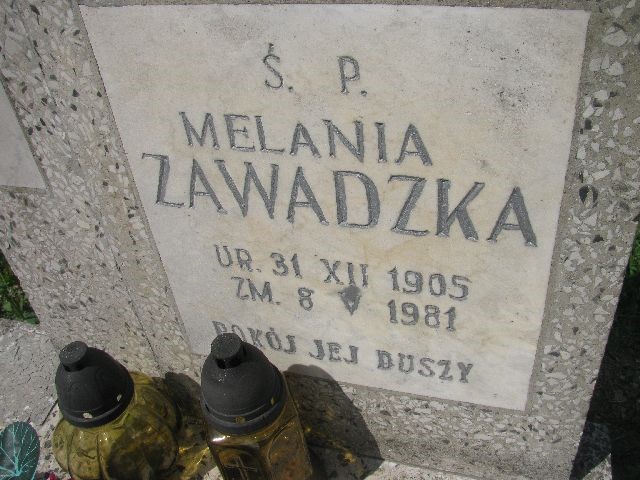 Ś. P.
MELANIA
ZAWADZKA
UR. 31 XII 1905
ZM. 8 V 1981
POKÓJ JEJ DUSZY